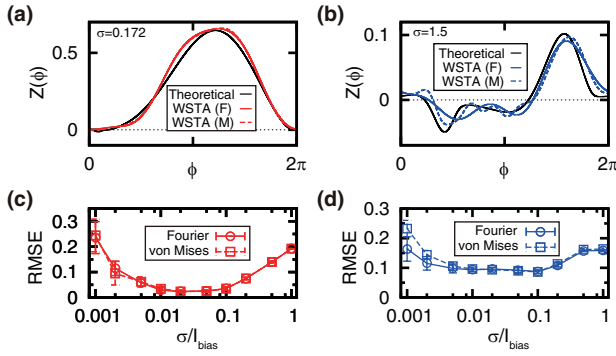 (a)
σ=0.172
0.5
0
Z(ϕ)
Theoretical
WSTA (F)
WSTA (M)
0
ϕ
2π
(b)
σ=1.5
0.1
0
Z(ϕ)
Theoretical
WSTA (F)
WSTA (M)
0
ϕ
2π
(c)
0.3
0.2
0.1
0
RMSE
Fourier
von Mises
0.001
0.01
0.1
1
σ/I_bias
(d)
0.3
0.2
0.1
0
RMSE
Fourier
von Mises
0.001
0.01
0.1
1
σ/I_bias